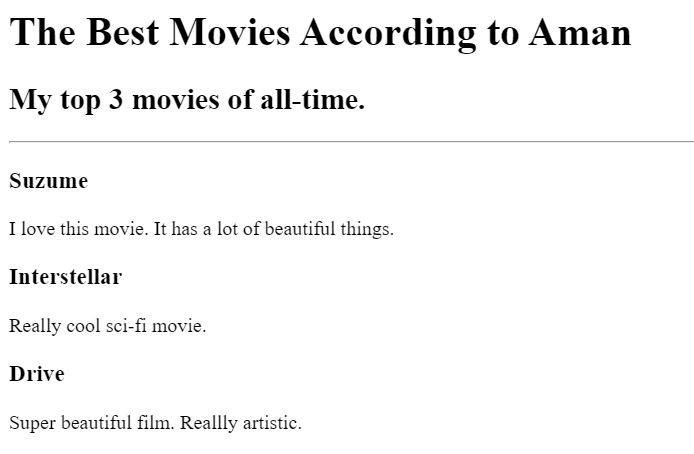 The Best Movies According to Aman
My top 3 movies of all-time.
Suzume
I love this movie. It has a lot of beautiful things.
Interstellar
Really cool sci-fi movie.
Drive
Super beautiful film. Reallly artistic.